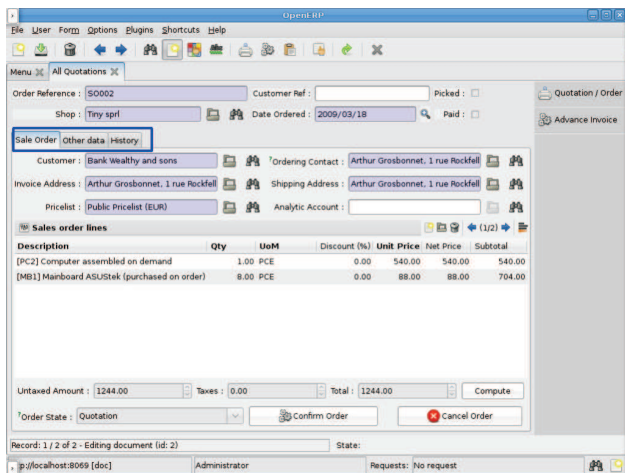 OpenERP
File User Form Options Plugins Shortcuts Help
Menu All Quotations
Order Reference : SO002 Customer Ref : Picked :
Quotation / Order
Shop : Tiny sprl Date Ordered : 2009/03/18 Paid :
Advance Invoice
Sale Order Other data History
Customer : Bank Wealthy and sons ?Ordering Contact : Arthur Grosbonnet, 1 rue Rockfell
Invoice Address : Arthur Grosbonnet, 1 rue Rockfell Shipping Address : Arthur Grosbonnet, 1 rue Rockfell
Pricelist : Public Pricelist (EUR) Analytic Account :
Sales order lines (1/2)
Description Qty UoM Discount (%) Unit Price Net Price Subtotal
[PC2] Computer assembled on demand 1.00 PCE 0.00 540.00 540.00 540.00
[MB1] Mainboard ASUStek (purchased on order) 8.00 PCE 0.00 88.00 88.00 704.00
Untaxed Amount : 1244.00 Taxes : 0.00 Total : 1244.00 Compute
?Order State : Quotation Confirm Order Cancel Order
Record: 1 / 2 of 2 - Editing document (id: 2) State:
p://localhost:8069 [doc] Administrator Requests: No request